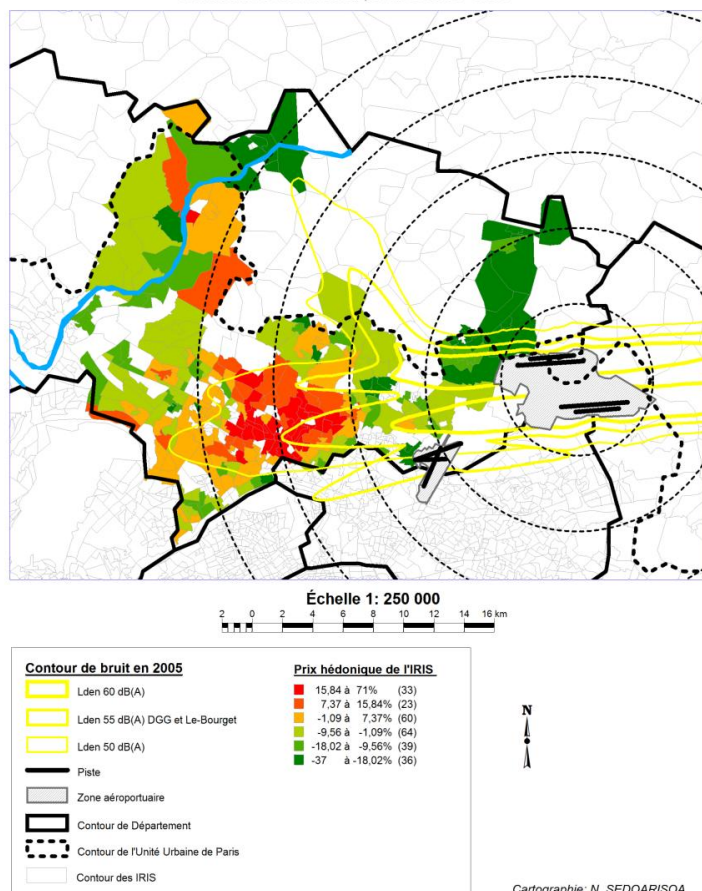 Échelle 1: 250 000
2 0 2 4 6 8 10 12 14 16 km
Contour de bruit en 2005
Lden 60 dB(A)
Lden 55 dB(A) DGG et Le-Bourget
Lden 50 dB(A)
Piste
Zone aéroportuaire
Contour de Département
Contour de l'Unité Urbaine de Paris
Contour des IRIS
Prix hédonique de l'IRIS
15,84 à 71% (33)
7,37 à 15,84% (23)
-1,09 à 7,37% (60)
-9,56 à -1,09% (64)
-18,02 à -9,56% (39)
-37 à -18,02% (36)
N
Cartographie: N. SEDOARISOA